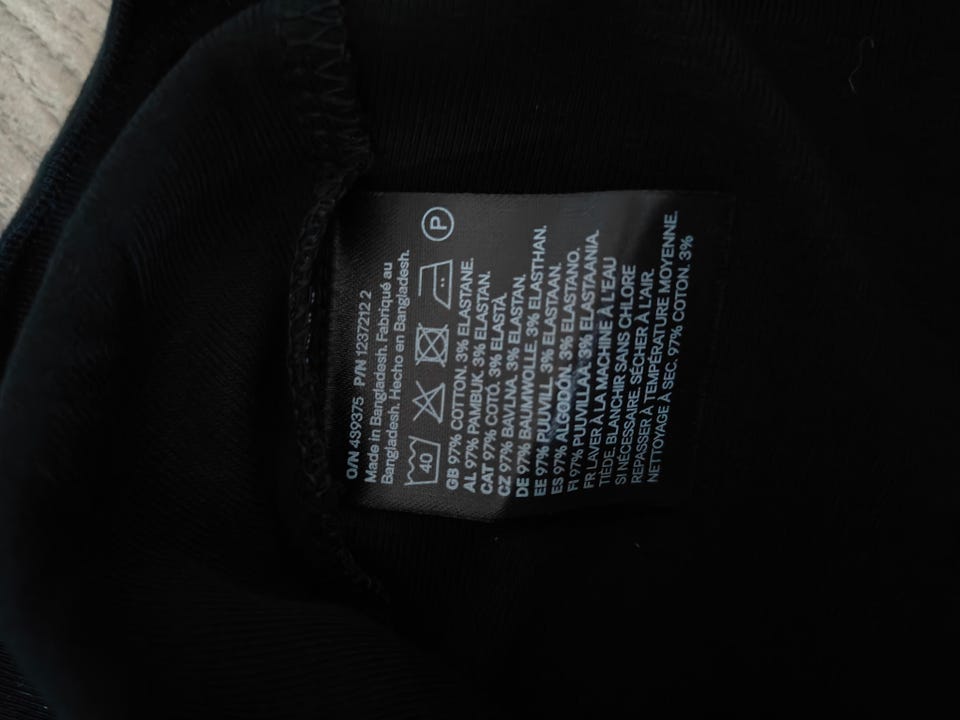 O/N 439375 P/N 1237212 2
Made in Bangladesh. Fabriqué au
Bangladesh. Hecho en Bangladesh.
40 P
GB 97% COTTON. 3% ELASTANE.
AL 97% PAMBUK. 3% ELASTAN.
CAT 97% COTÓ. 3% ELASTÀ.
CZ 97% BAVLNA. 3% ELASTAN.
DE 97% BAUMWOLLE. 3% ELASTHAN.
EE 97% PUUVILL. 3% ELASTAAN.
ES 97% ALGODÓN. 3% ELASTANO.
FI 97% PUUVILLAA 3% ELASTAANIA.
FR LAVER À LA MACHINE À L'EAU
TIÈDE. BLANCHIR SANS CHLORE
SI NÉCESSAIRE. SÉCHER À L'AIR.
REPASSER À TEMPÉRATURE MOYENNE.
NETTOYAGE À SEC. 97% COTON. 3%